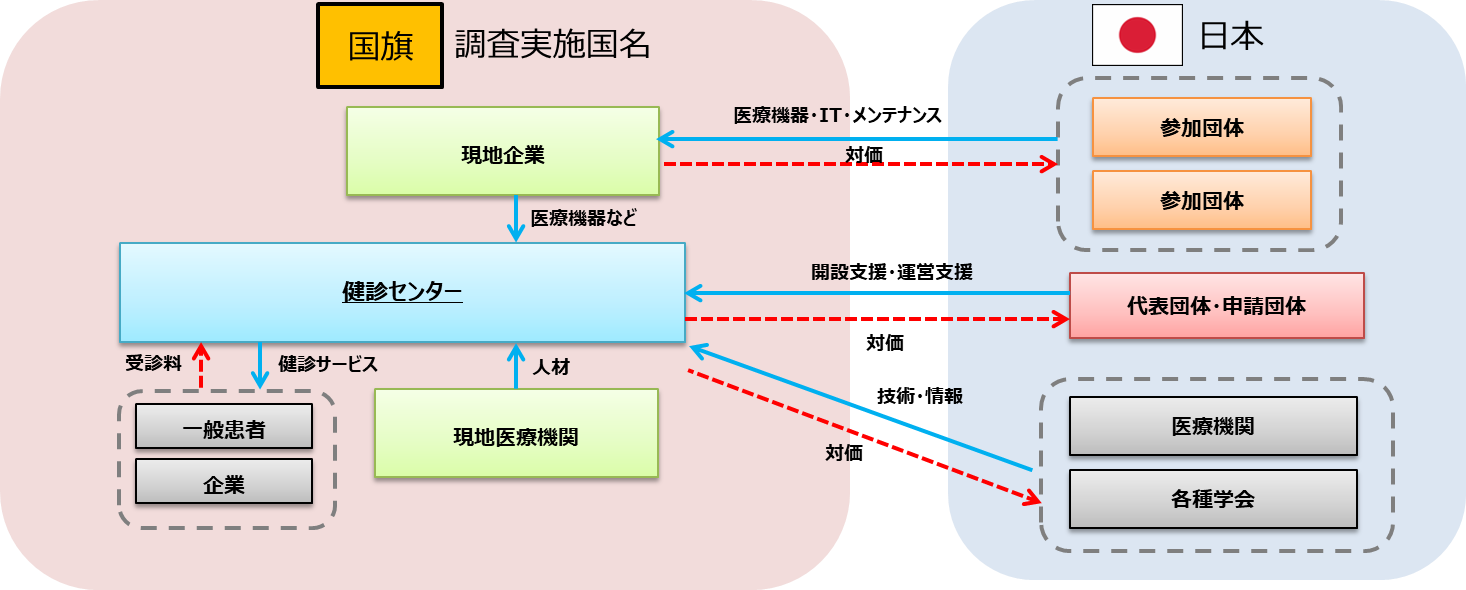 国旗
調査実施国名
日本
現地企業
医療機器・IT・メンテナンス
対価
参加団体
参加団体
医療機器など
健診センター
開設支援・運営支援
対価
代表団体・申請団体
受診料
健診サービス
人材
技術・情報
対価
一般患者
企業
現地医療機関
医療機関
各種学会